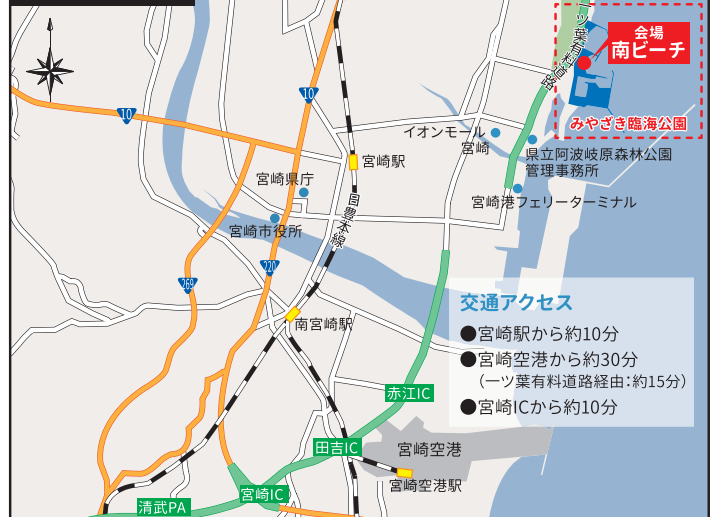 一ツ葉有料道路
会場
南ビーチ
みやざき臨海公園
10
10
イオンモール
宮崎
県立阿波岐原森林公園
管理事務所
宮崎駅
宮崎県庁
宮崎港フェリーターミナル
日豊本線
宮崎市役所
220
269
南宮崎駅
交通アクセス
●宮崎駅から約10分
●宮崎空港から約30分
（一ツ葉有料道路経由：約15分）
●宮崎ICから約10分
赤江IC
田吉IC
宮崎空港
宮崎空港駅
宮崎IC
清武PA